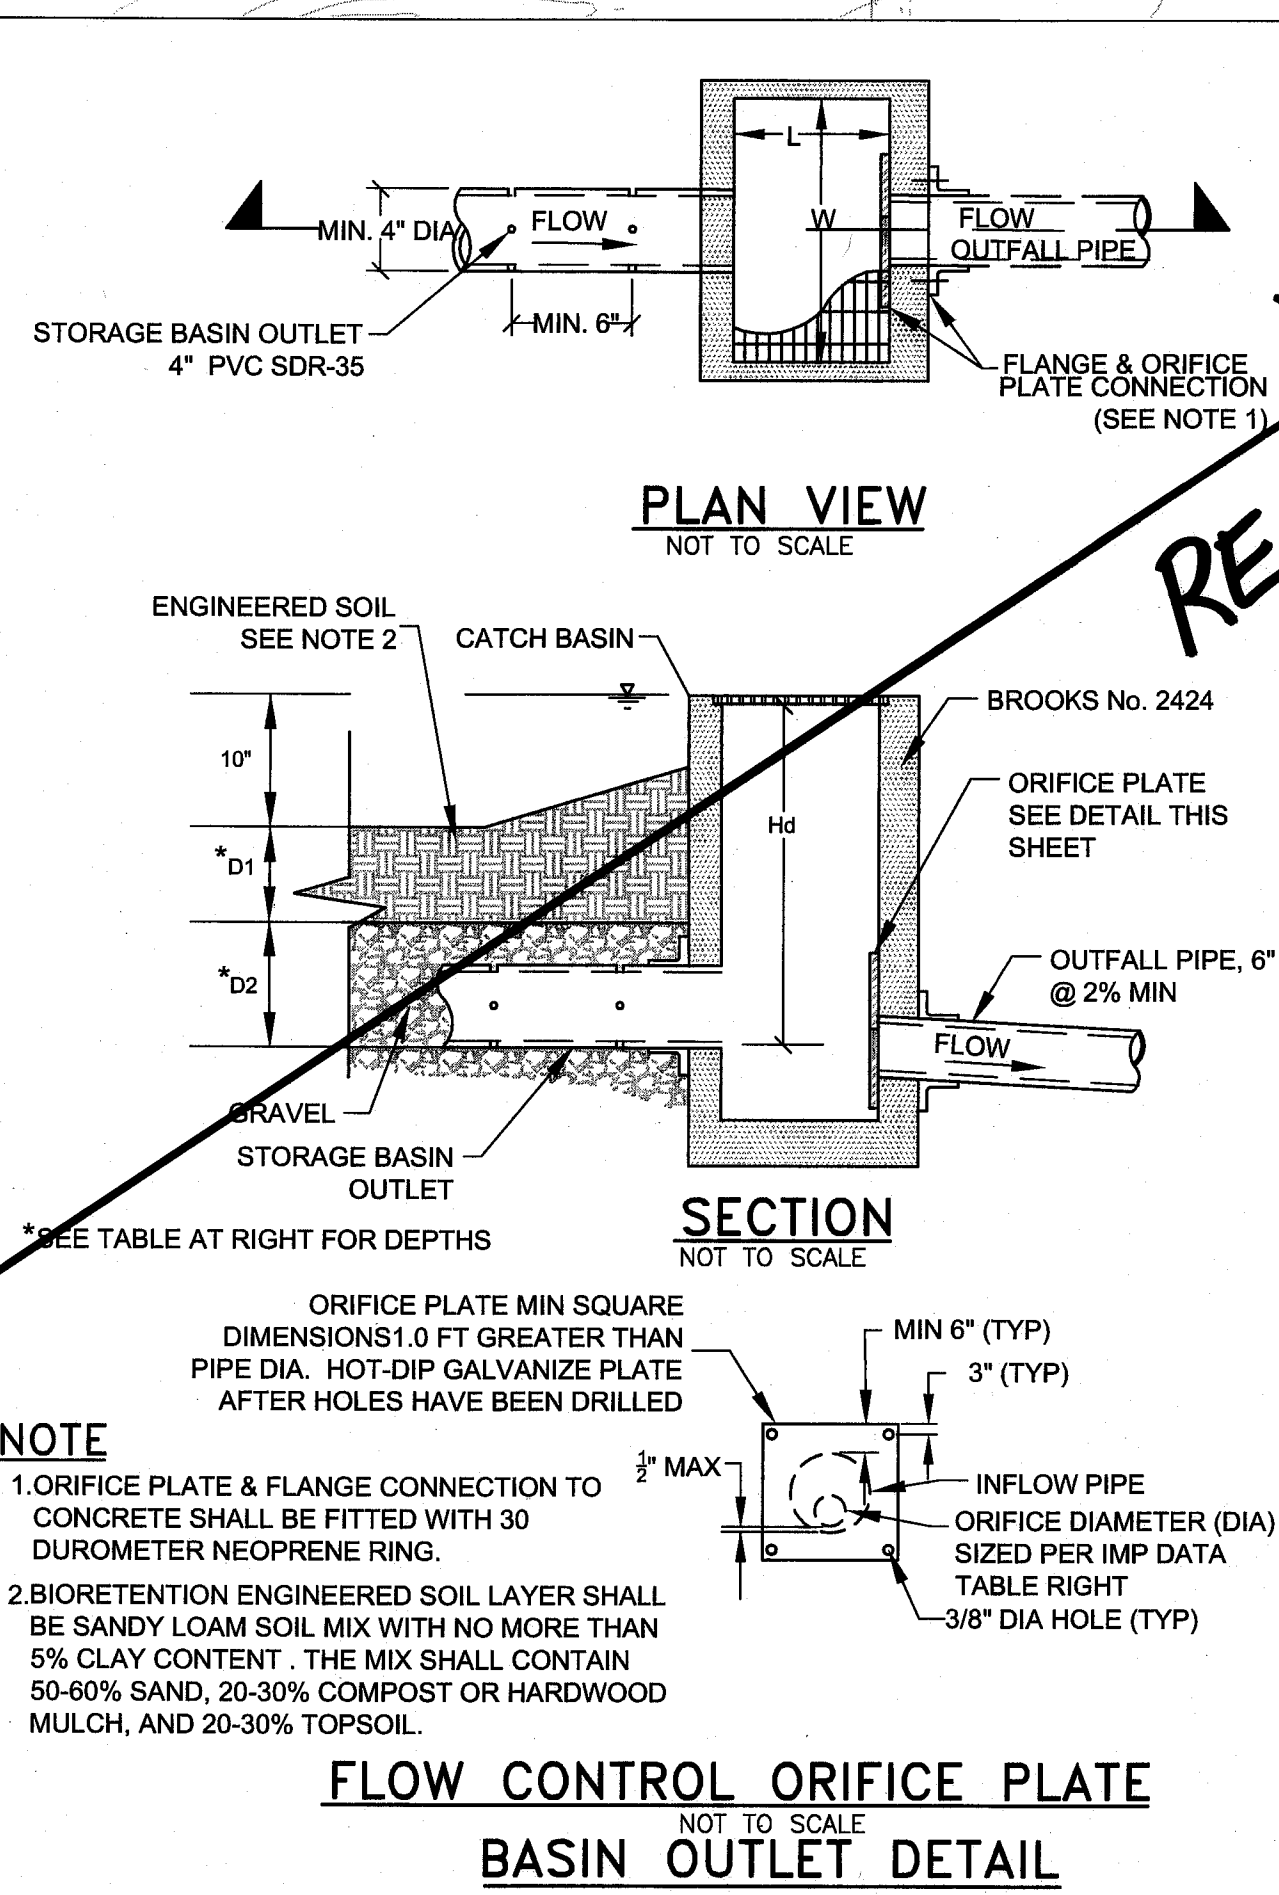 L
W
MIN. 4" DIA
FLOW
FLOW
OUTFALL PIPE
MIN. 6"
STORAGE BASIN OUTLET
4" PVC SDR-35
FLANGE & ORIFICE
PLATE CONNECTION
(SEE NOTE 1)
PLAN VIEW
NOT TO SCALE
RE
ENGINEERED SOIL
SEE NOTE 2
CATCH BASIN
BROOKS No. 2424
10"
ORIFICE PLATE
SEE DETAIL THIS
SHEET
Hd
*D1
*D2
OUTFALL PIPE, 6"
@ 2% MIN
FLOW
GRAVEL
STORAGE BASIN
OUTLET
*SEE TABLE AT RIGHT FOR DEPTHS
SECTION
NOT TO SCALE
ORIFICE PLATE MIN SQUARE
DIMENSIONS1.0 FT GREATER THAN
PIPE DIA. HOT-DIP GALVANIZE PLATE
AFTER HOLES HAVE BEEN DRILLED
MIN 6" (TYP)
3" (TYP)
½" MAX
INFLOW PIPE
ORIFICE DIAMETER (DIA)
SIZED PER IMP DATA
TABLE RIGHT
3/8" DIA HOLE (TYP)
NOTE
1.ORIFICE PLATE & FLANGE CONNECTION TO
CONCRETE SHALL BE FITTED WITH 30
DUROMETER NEOPRENE RING.
2.BIORETENTION ENGINEERED SOIL LAYER SHALL
BE SANDY LOAM SOIL MIX WITH NO MORE THAN
5% CLAY CONTENT . THE MIX SHALL CONTAIN
50-60% SAND, 20-30% COMPOST OR HARDWOOD
MULCH, AND 20-30% TOPSOIL.
FLOW CONTROL ORIFICE PLATE
NOT TO SCALE
BASIN OUTLET DETAIL